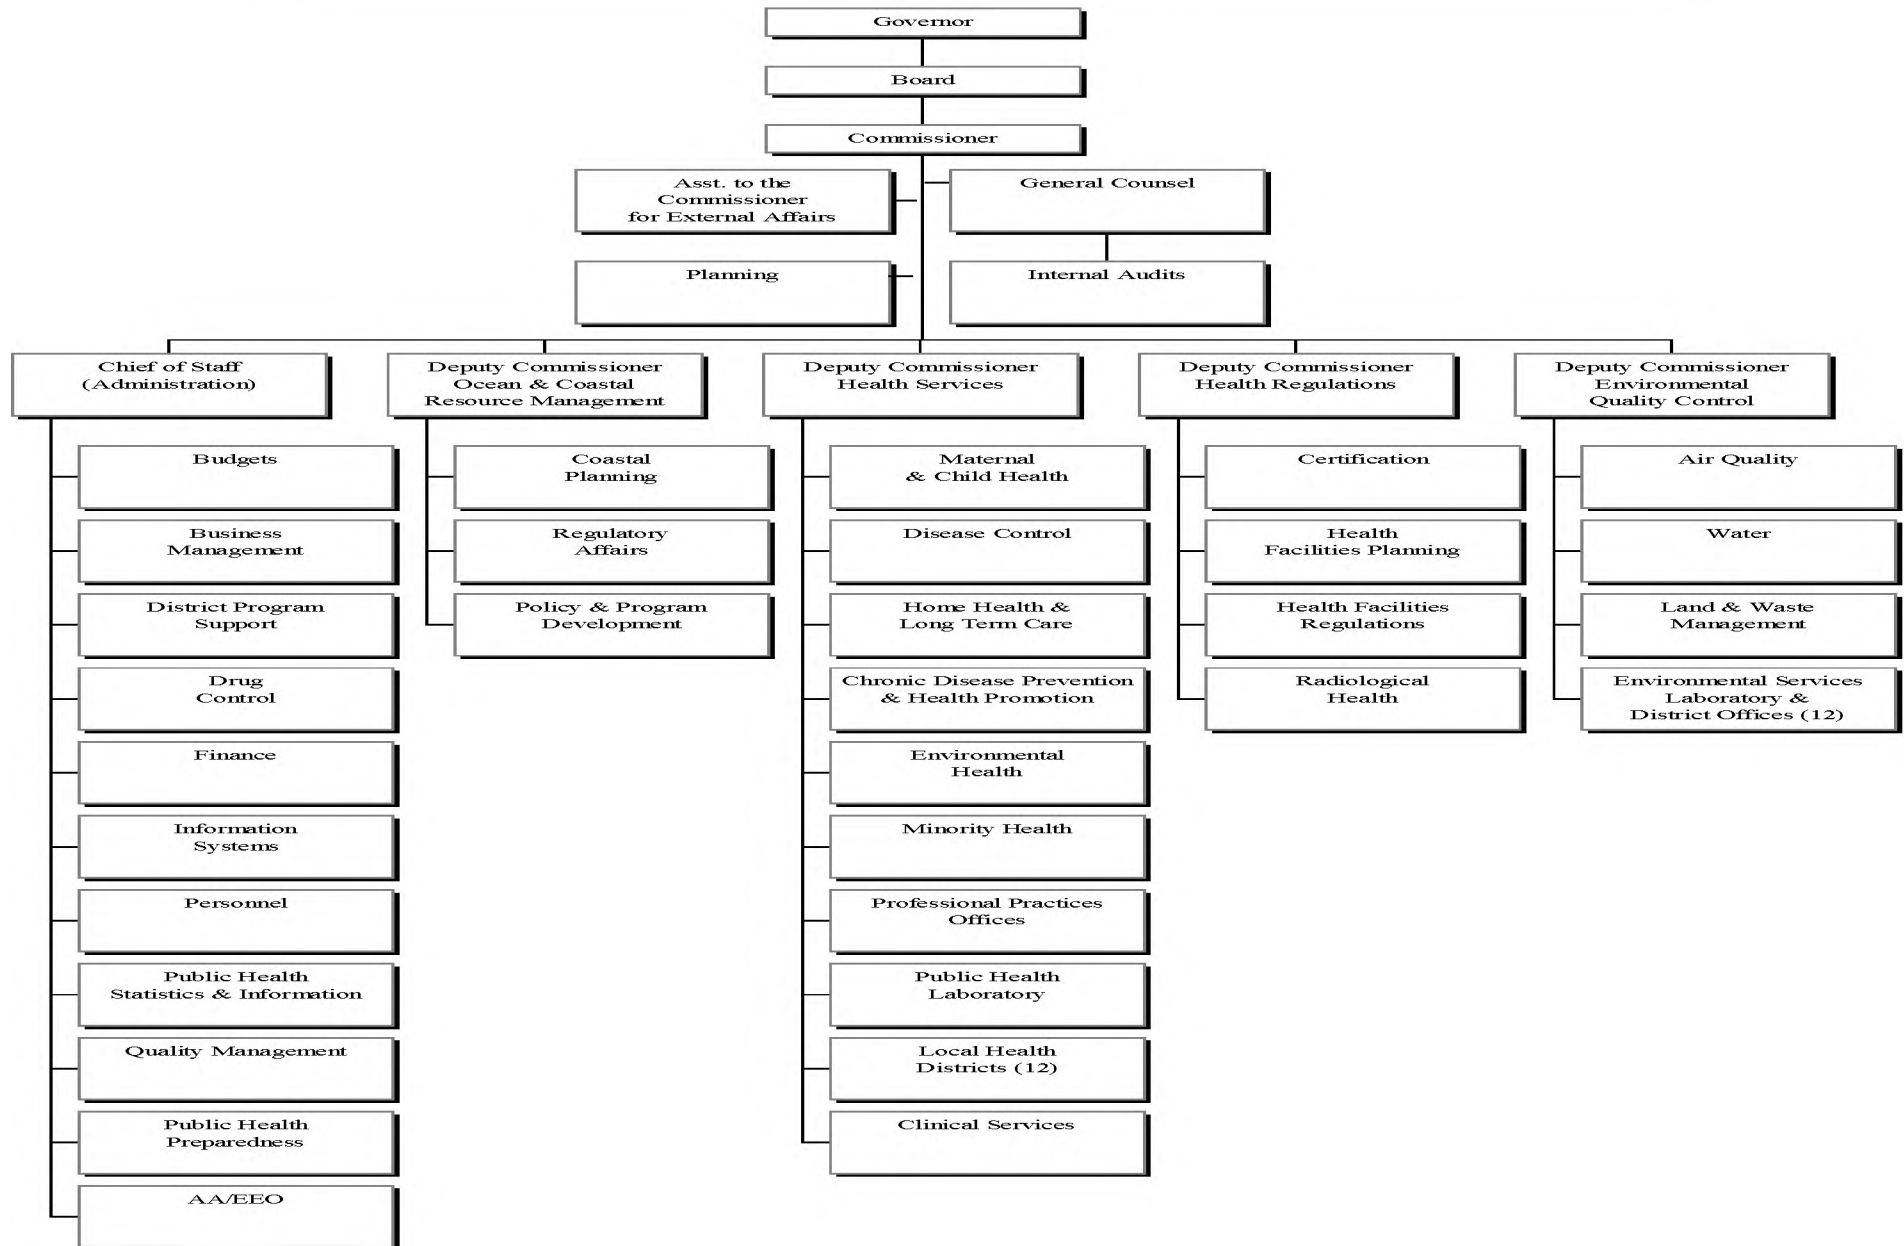 Governor
Board
Commissioner
Asst. to the
Commissioner
for External Affairs
General Counsel
Planning
Internal Audits
Chief of Staff
(Administration)
Deputy Commissioner
Ocean & Coastal
Resource Management
Deputy Commissioner
Health Services
Deputy Commissioner
Health Regulations
Deputy Commissioner
Environmental
Quality Control
Budgets
Business
Management
District Program
Support
Drug
Control
Finance
Information
Systems
Personnel
Public Health
Statistics & Information
Quality Management
Public Health
Preparedness
AA/EEO
Coastal
Planning
Regulatory
Affairs
Policy & Program
Development
Maternal
& Child Health
Disease Control
Home Health &
Long Term Care
Chronic Disease Prevention
& Health Promotion
Environmental
Health
Minority Health
Professional Practices
Offices
Public Health
Laboratory
Local Health
Districts (12)
Clinical Services
Certification
Health
Facilities Planning
Health Facilities
Regulations
Radiological
Health
Air Quality
Water
Land & Waste
Management
Environmental Services
Laboratory &
District Offices (12)